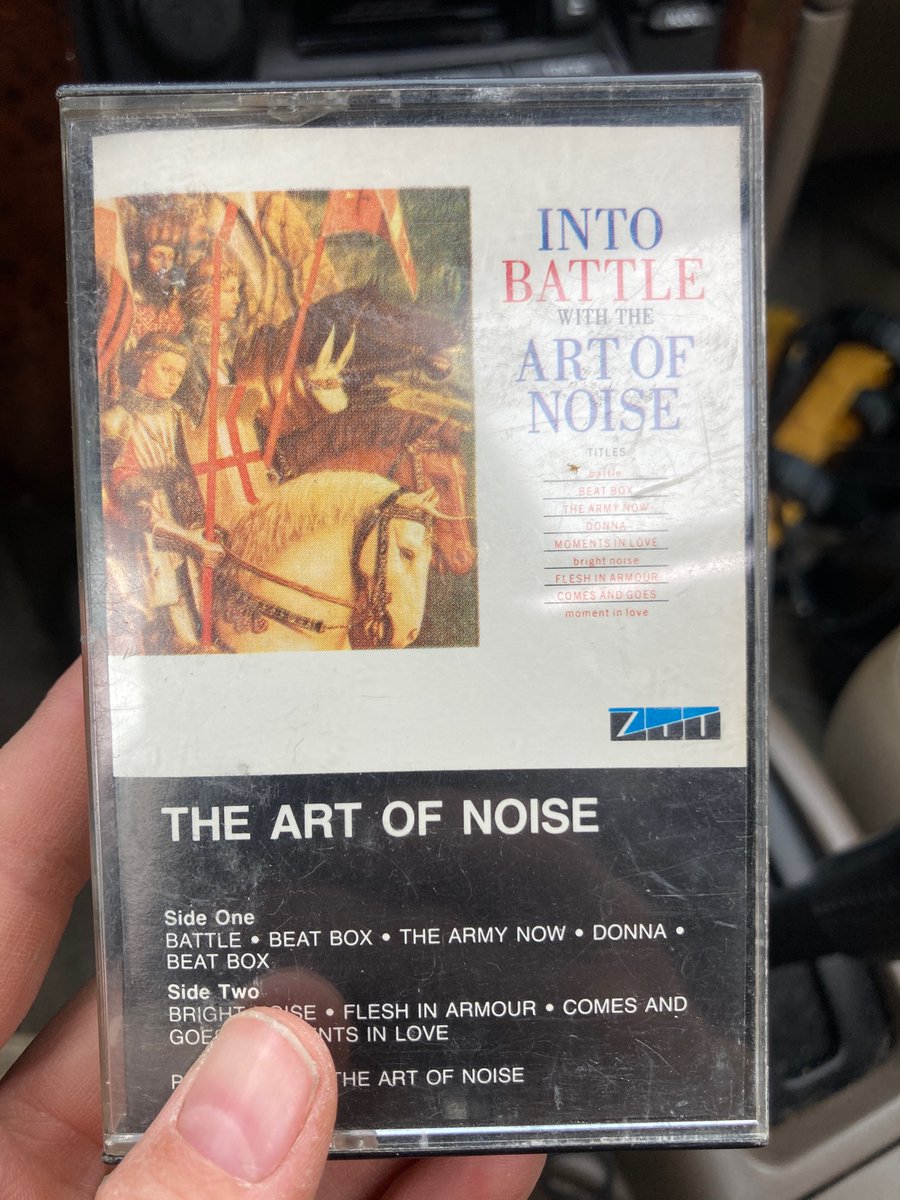 INTO
BATTLE
WITH THE
ART OF
NOISE
TITLES
battle
BEAT BOX
THE ARMY NOW
DONNA
MOMENTS IN LOVE
bright noise
FLESH IN ARMOUR
COMES AND GOES
moment in love
ZTT
THE ART OF NOISE
Side One
BATTLE • BEAT BOX • THE ARMY NOW • DONNA •
BEAT BOX
Side Two
BRIGHT • FLESH IN ARMOUR • COMES AND
IN LOVE
THE ART OF NOISE